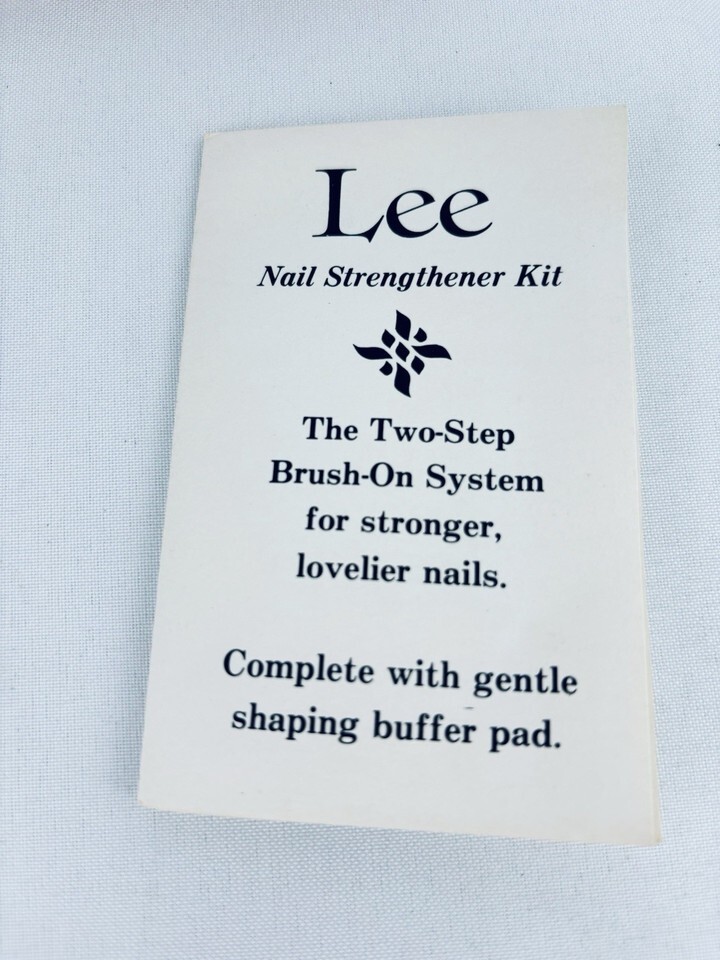 Lee
Nail Strengthener Kit
The Two-Step
Brush-On System
for stronger,
lovelier nails.
Complete with gentle
shaping buffer pad.